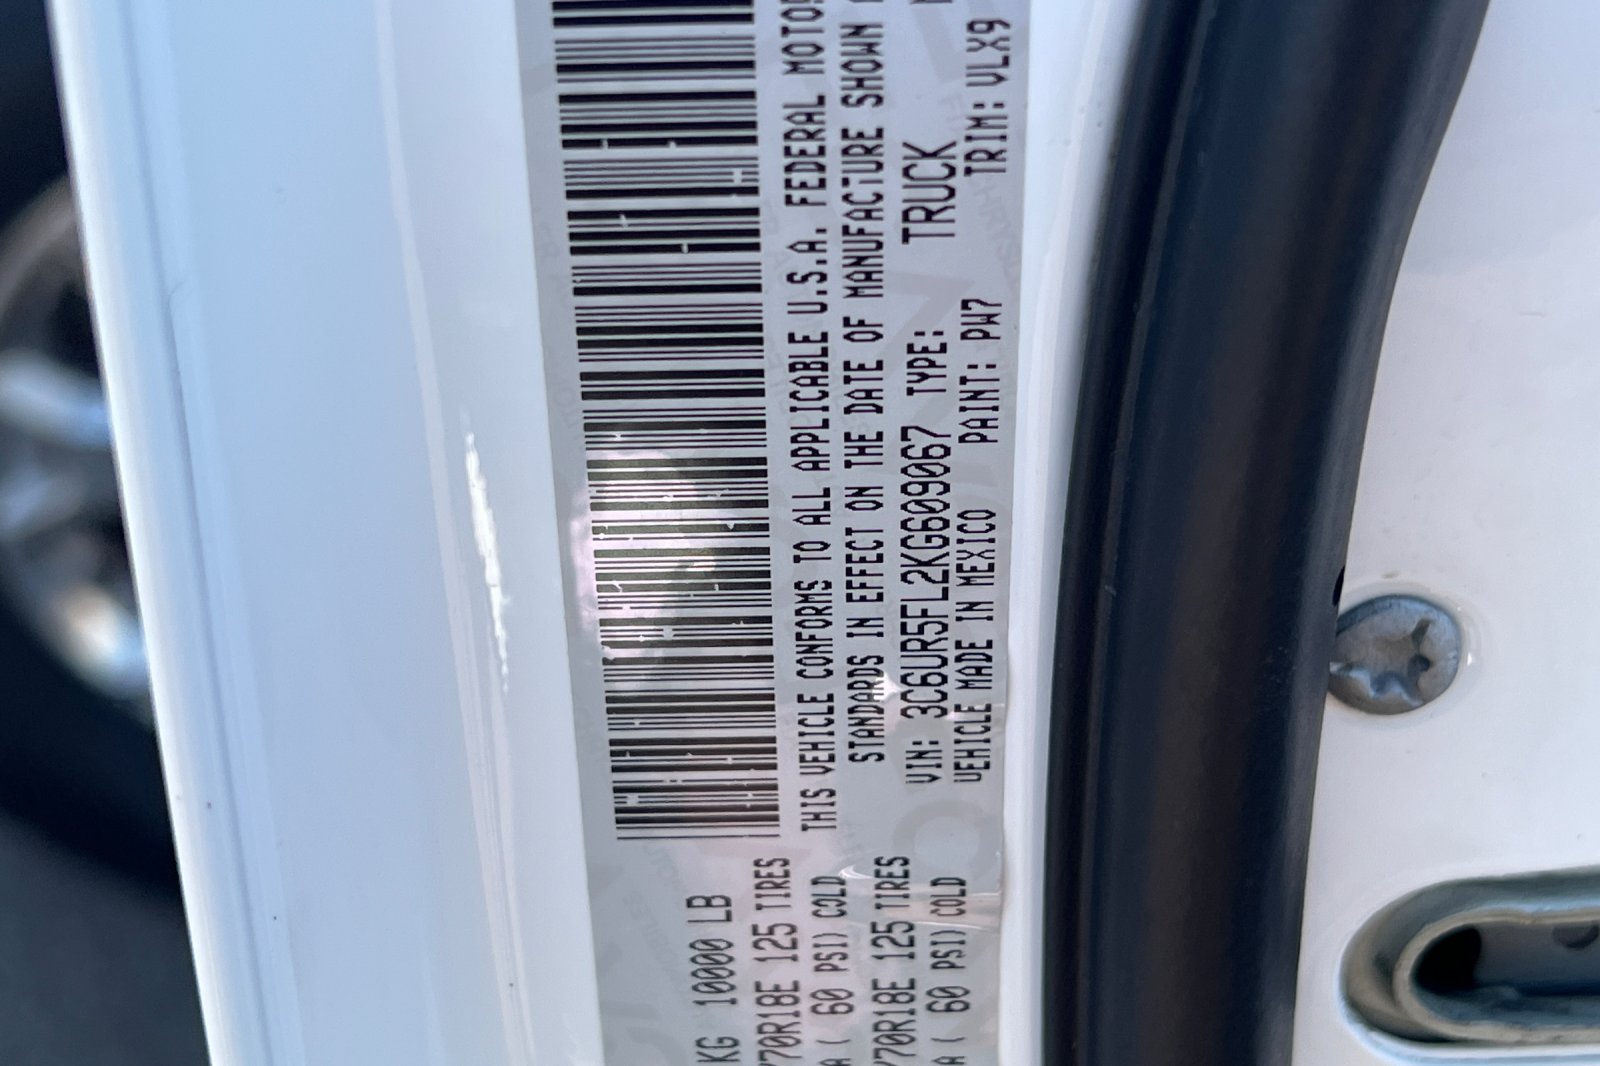 KG 10000 LB
/70R18E 125 TIRES
A ( 60 PSI) COLD
/70R18E 125 TIRES
A ( 60 PSI) COLD
THIS VEHICLE CONFORMS TO ALL APPLICABLE U.S.A. FEDERAL MOTOR
STANDARDS IN EFFECT ON THE DATE OF MANUFACTURE SHOWN
VIN: 3C6UR5FL2KG609067 TYPE: TRUCK
VEHICLE MADE IN MEXICO PAINT: PW7 TRIM: VLX9